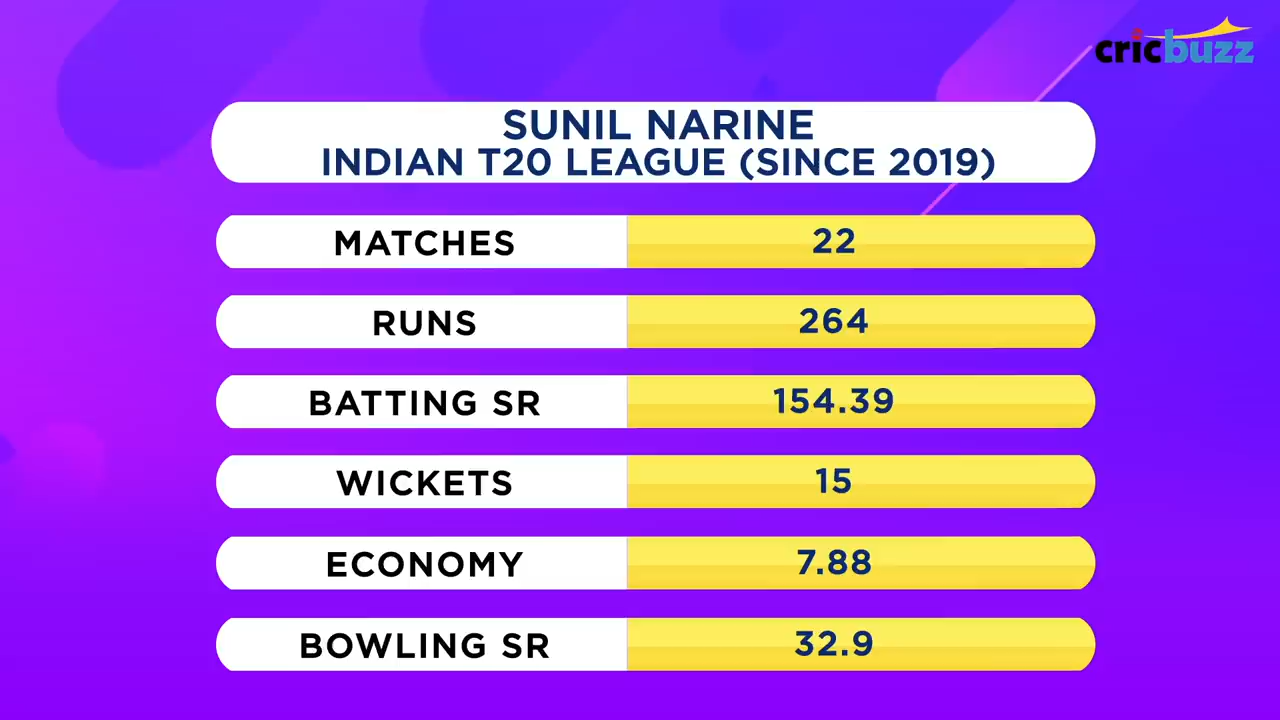 cricbuzz
SUNIL NARINE
INDIAN T20 LEAGUE (SINCE 2019)
MATCHES 22
RUNS 264
BATTING SR 154.39
WICKETS 15
ECONOMY 7.88
BOWLING SR 32.9